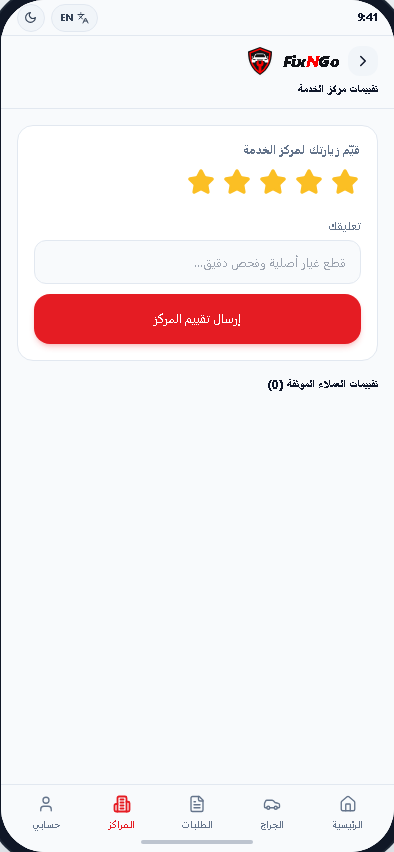 9:41
EN
FixNGo
تقييمات مركز الخدمة
قيّم زيارتك لمركز الخدمة
تعليقك
قطع غيار أصلية وفحص دقيق...
إرسال تقييم المركز
تقييمات العملاء الموثقة (0)
الرئيسية
الجراج
الطلبات
المراكز
حسابي